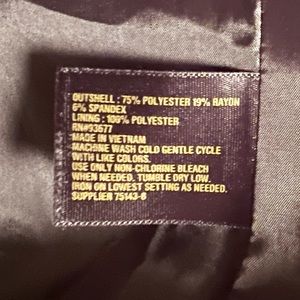 OUTSHELL : 75% POLYESTER 19% RAYON
6% SPANDEX
LINING : 100% POLYESTER
RN#93677
MADE IN VIETNAM
MACHINE WASH COLD GENTLE CYCLE
WITH LIKE COLORS.
USE ONLY NON-CHLORINE BLEACH
WHEN NEEDED. TUMBLE DRY LOW.
IRON ON LOWEST SETTING AS NEEDED.
SUPPLIER 75143-8